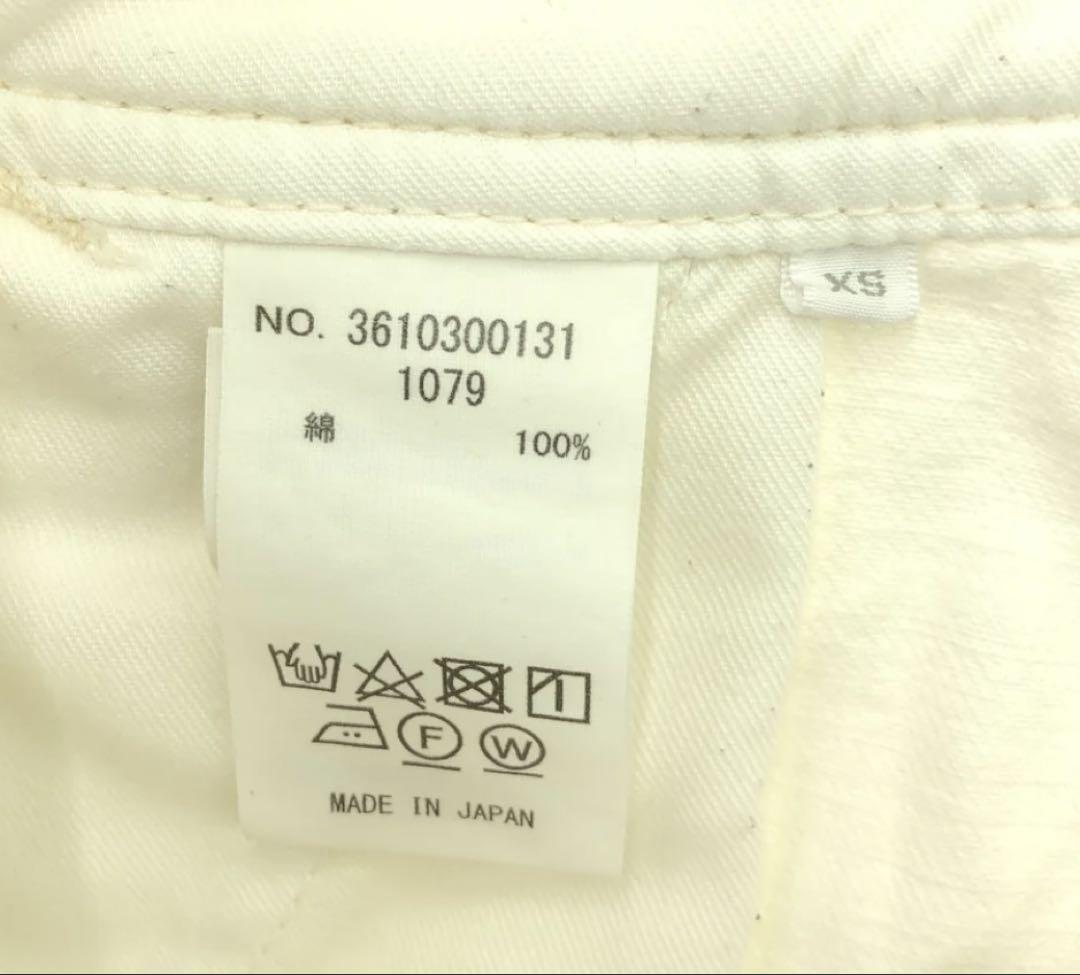 NO. 3610300131
1079
綿 100%
F W
MADE IN JAPAN
XS